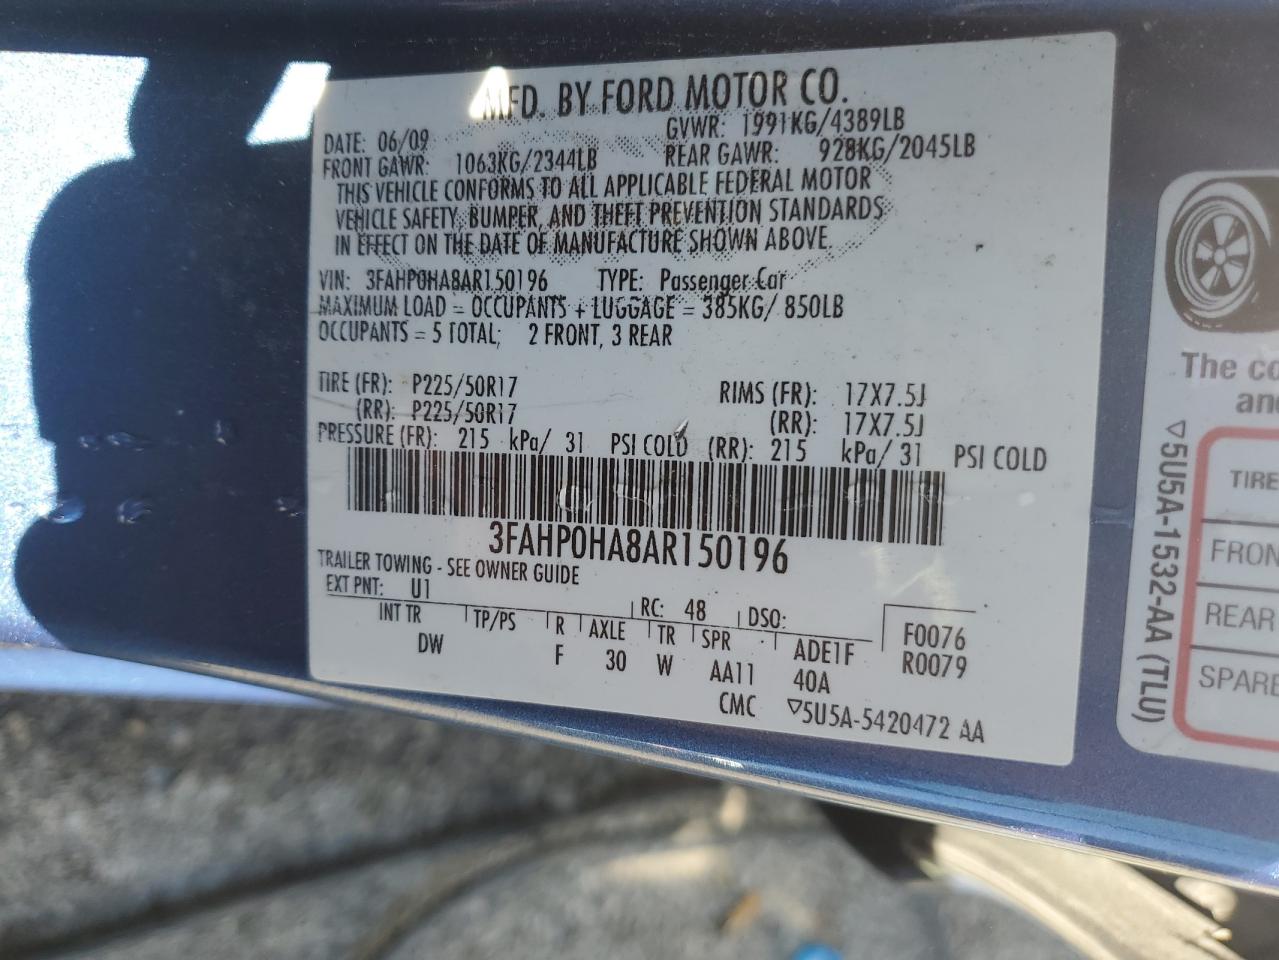 MFD. BY FORD MOTOR CO.
DATE: 06/09 GVWR: 1991KG/4389LB
FRONT GAWR: 1063KG/2344LB REAR GAWR: 928KG/2045LB
THIS VEHICLE CONFORMS TO ALL APPLICABLE FEDERAL MOTOR
VEHICLE SAFETY, BUMPER, AND THEFT PREVENTION STANDARDS
IN EFFECT ON THE DATE OF MANUFACTURE SHOWN ABOVE.
VIN: 3FAHP0HA8AR150196 TYPE: Passenger Car
MAXIMUM LOAD = OCCUPANTS + LUGGAGE = 385KG/ 850LB
OCCUPANTS = 5 TOTAL; 2 FRONT, 3 REAR
TIRE (FR): P225/50R17 RIMS (FR): 17X7.5J
(RR): P225/50R17 (RR): 17X7.5J
PRESSURE (FR): 215 kPa/ 31 PSI COLD (RR): 215 kPa/ 31 PSI COLD
3FAHP0HA8AR150196
TRAILER TOWING - SEE OWNER GUIDE
EXT PNT: U1 RC: 48 DSO:
INT TR TP/PS R AXLE TR SPR ADE1F F0076
DW F 30 W AA11 40A R0079
CMC ▽5U5A-5420472 AA
▽5U5A-1532-AA (TLU)
The co
and
TIRE
FRON
REAR
SPARE